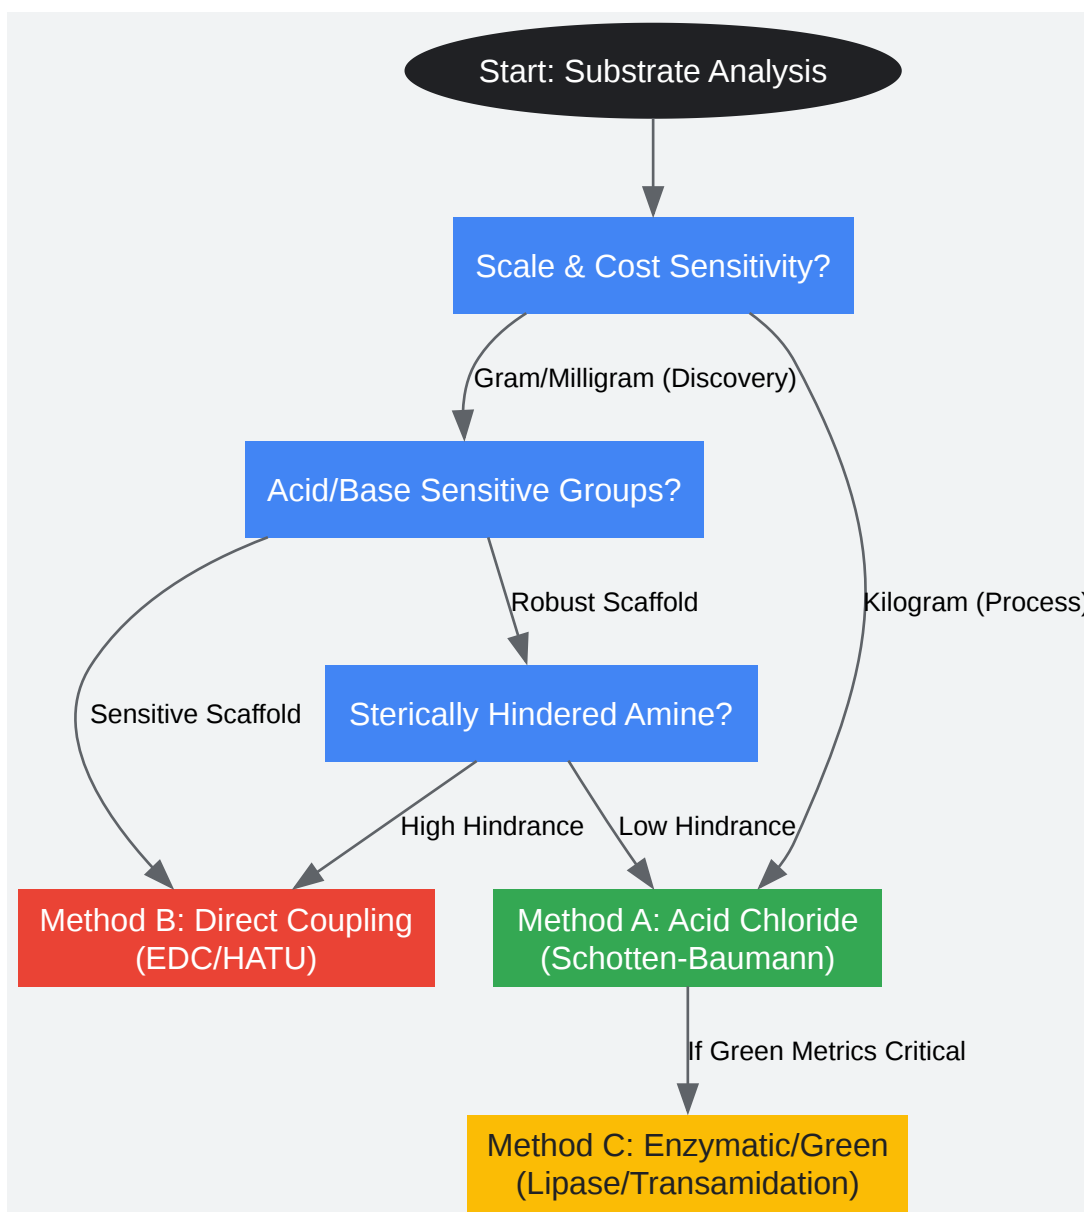 Start: Substrate Analysis
Scale & Cost Sensitivity?
Gram/Milligram (Discovery)
Acid/Base Sensitive Groups?
Robust Scaffold
Kilogram (Process)
Sterically Hindered Amine?
Sensitive Scaffold
High Hindrance
Low Hindrance
Method B: Direct Coupling
(EDC/HATU)
Method A: Acid Chloride
(Schotten-Baumann)
If Green Metrics Critical
Method C: Enzymatic/Green
(Lipase/Transamidation)